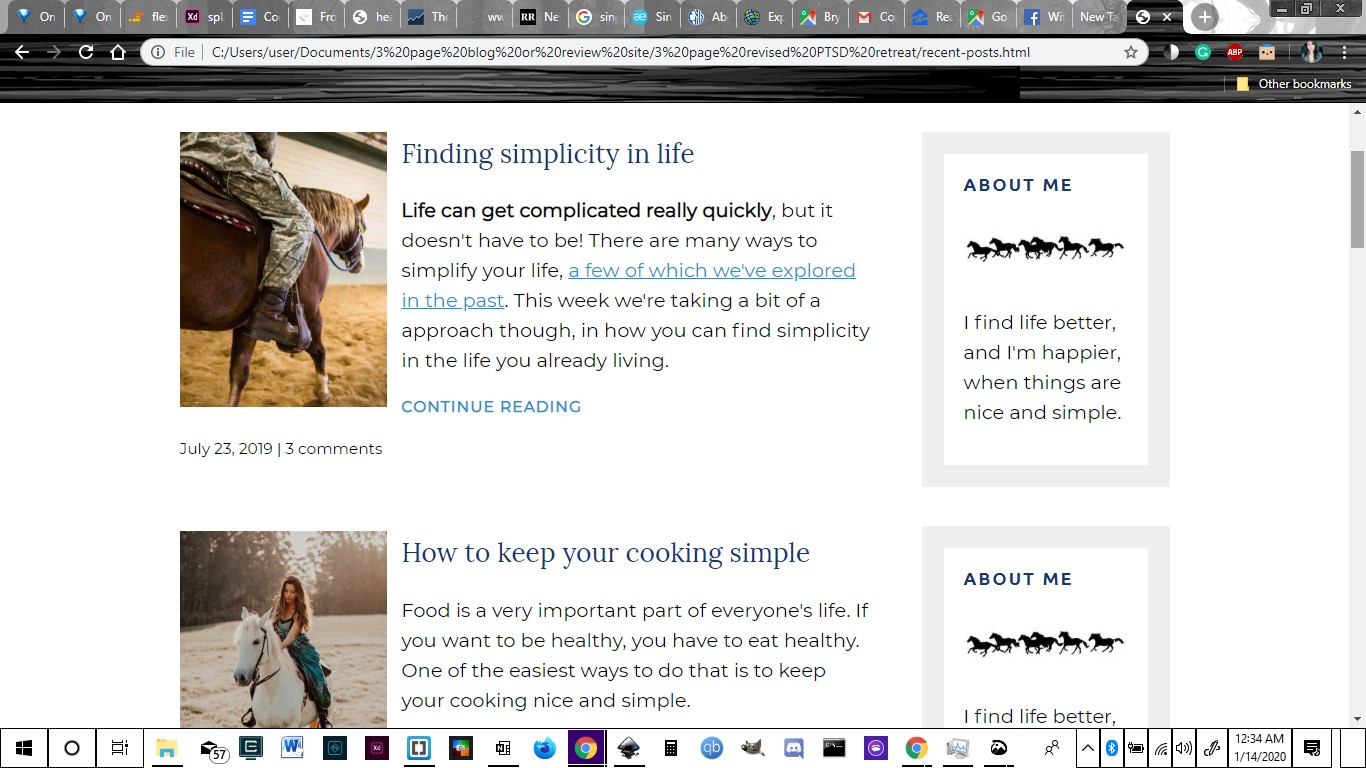 On
On
fle
Xd spl
Co
Fro
he
Th
ww
RR Ne
G sin
ae Sin
Ab
Exp
Bry
Co
Re
Go
Wi
New Ta
File | C:/Users/user/Documents/3%20page%20blog%20or%20review%20site/3%20page%20revised%20PTSD%20retreat/recent-posts.html
ABP
Other bookmarks
Finding simplicity in life
Life can get complicated really quickly, but it
doesn't have to be! There are many ways to
simplify your life, a few of which we've explored
in the past. This week we're taking a bit of a
approach though, in how you can find simplicity
in the life you already living.
CONTINUE READING
July 23, 2019 | 3 comments
ABOUT ME
I find life better,
and I'm happier,
when things are
nice and simple.
How to keep your cooking simple
Food is a very important part of everyone's life. If
you want to be healthy, you have to eat healthy.
One of the easiest ways to do that is to keep
your cooking nice and simple.
ABOUT ME
I find life better,
57
Xd
qb
12:34 AM
1/14/2020